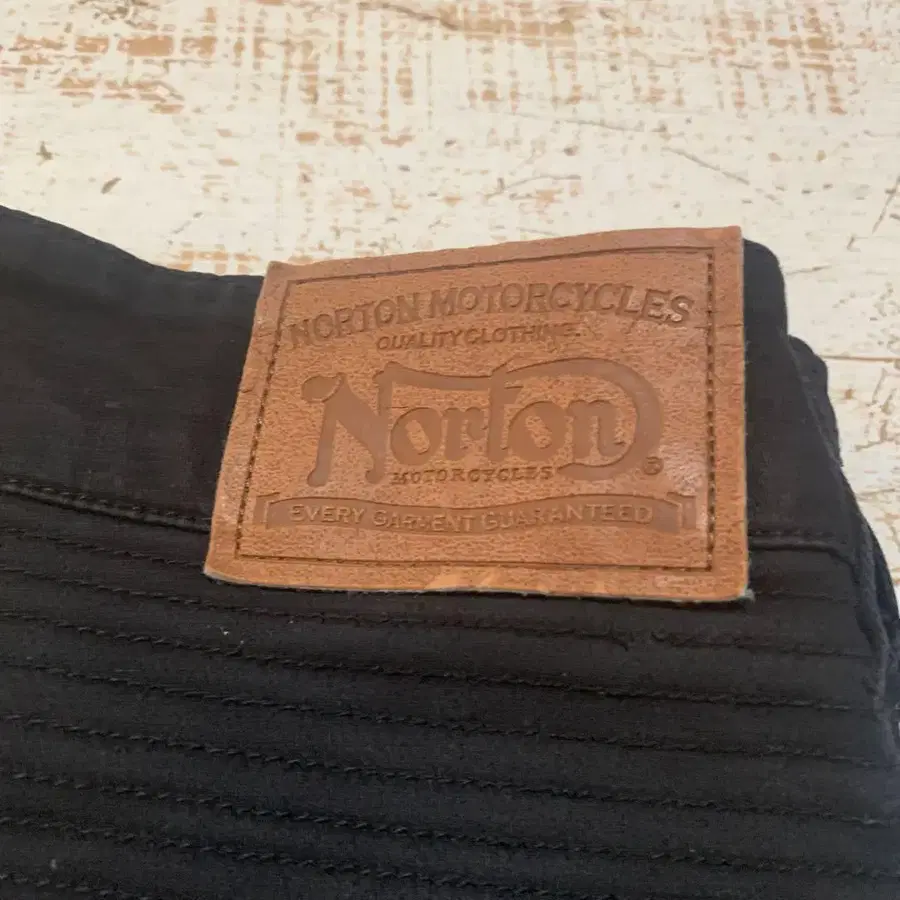 NORTON MOTORCYCLES
QUALITY CLOTHING.
Norton
MOTORCYCLES
®
EVERY GARMENT GUARANTEED